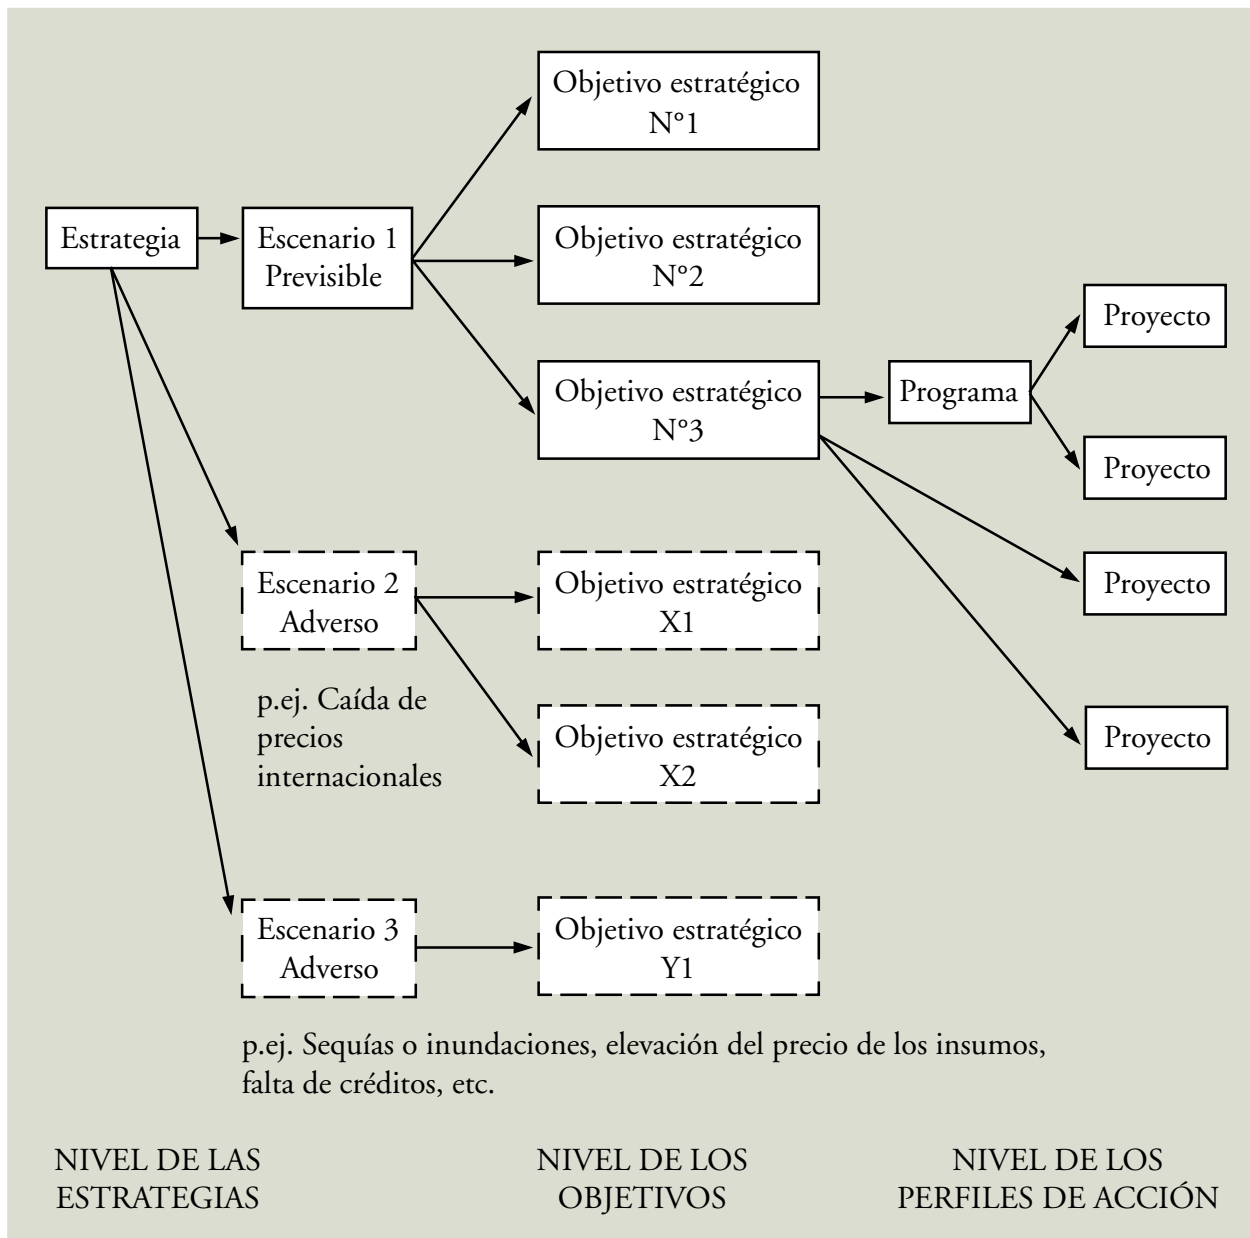 Objetivo estratégico
N°1
Estrategia
Escenario 1
Previsible
Objetivo estratégico
N°2
Proyecto
Objetivo estratégico
N°3
Programa
Proyecto
Escenario 2
Adverso
Objetivo estratégico
X1
Proyecto
p.ej. Caída de
precios
internacionales
Objetivo estratégico
X2
Proyecto
Escenario 3
Adverso
Objetivo estratégico
Y1
p.ej. Sequías o inundaciones, elevación del precio de los insumos,
falta de créditos, etc.
NIVEL DE LAS
ESTRATEGIAS
NIVEL DE LOS
OBJETIVOS
NIVEL DE LOS
PERFILES DE ACCIÓN